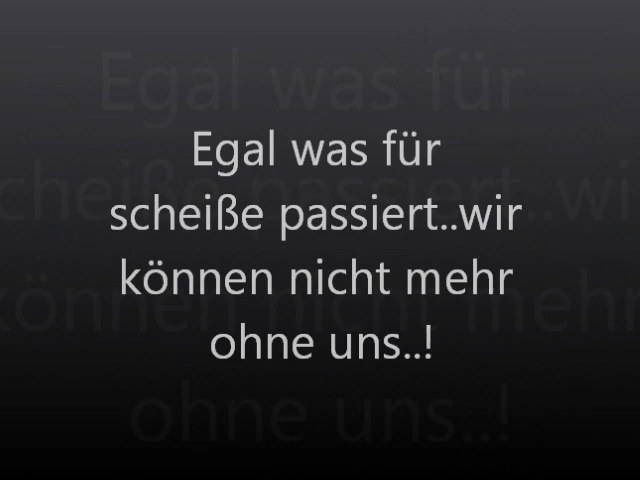 Egal was für
scheiße passiert..wir
können nicht mehr
ohne uns..!